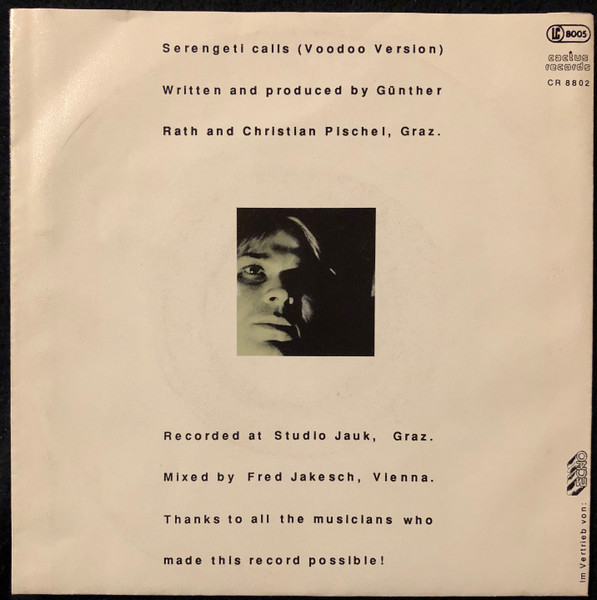 Serengeti calls (Voodoo Version)
Written and produced by Günther
Rath and Christian Pischel, Graz.
LC 8005
cactus
records
CR 8802
Recorded at Studio Jauk, Graz.
Mixed by Fred Jakesch, Vienna.
Thanks to all the musicians who
made this record possible!
Im Vertrieb von:
ECHO